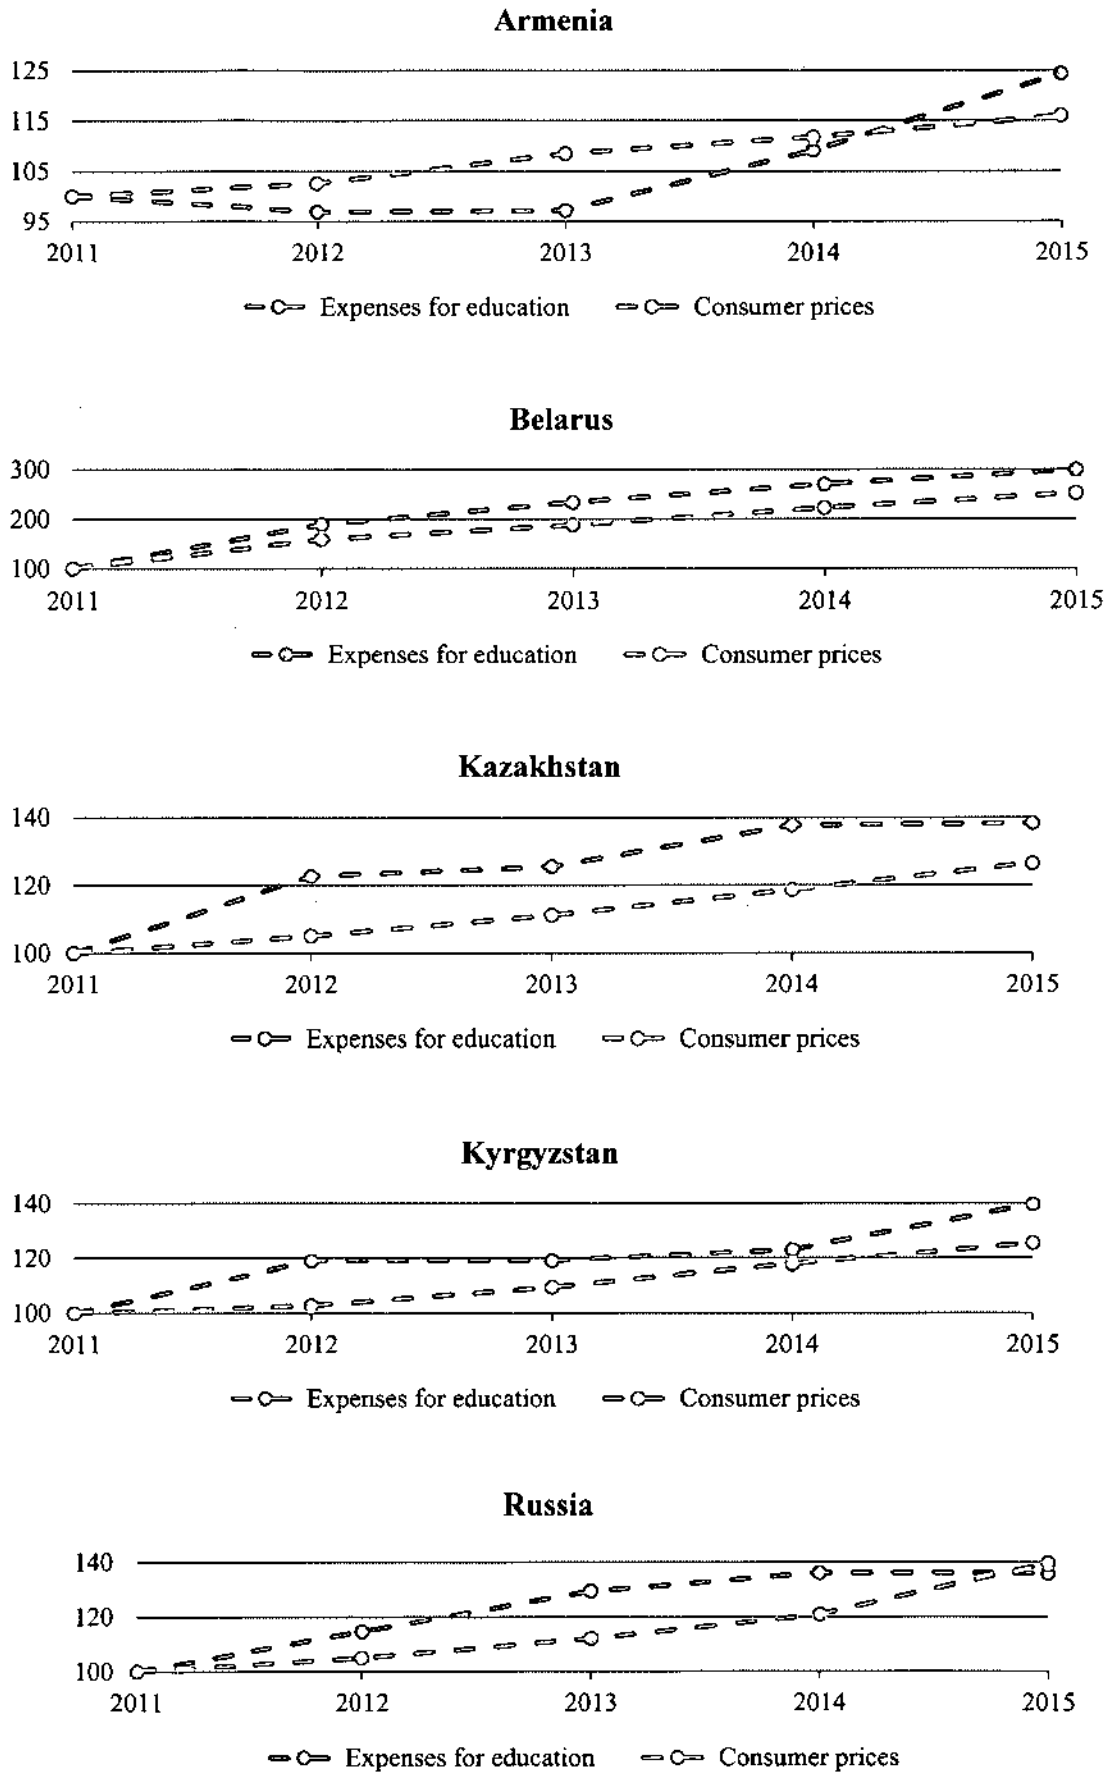 Armenia
125
115
105
95
2011 2012 2013 2014 2015
Expenses for education Consumer prices
Belarus
300
200
100
2011 2012 2013 2014 2015
Expenses for education Consumer prices
Kazakhstan
140
120
100
2011 2012 2013 2014 2015
Expenses for education Consumer prices
Kyrgyzstan
140
120
100
2011 2012 2013 2014 2015
Expenses for education Consumer prices
Russia
140
120
100
2011 2012 2013 2014 2015
Expenses for education Consumer prices